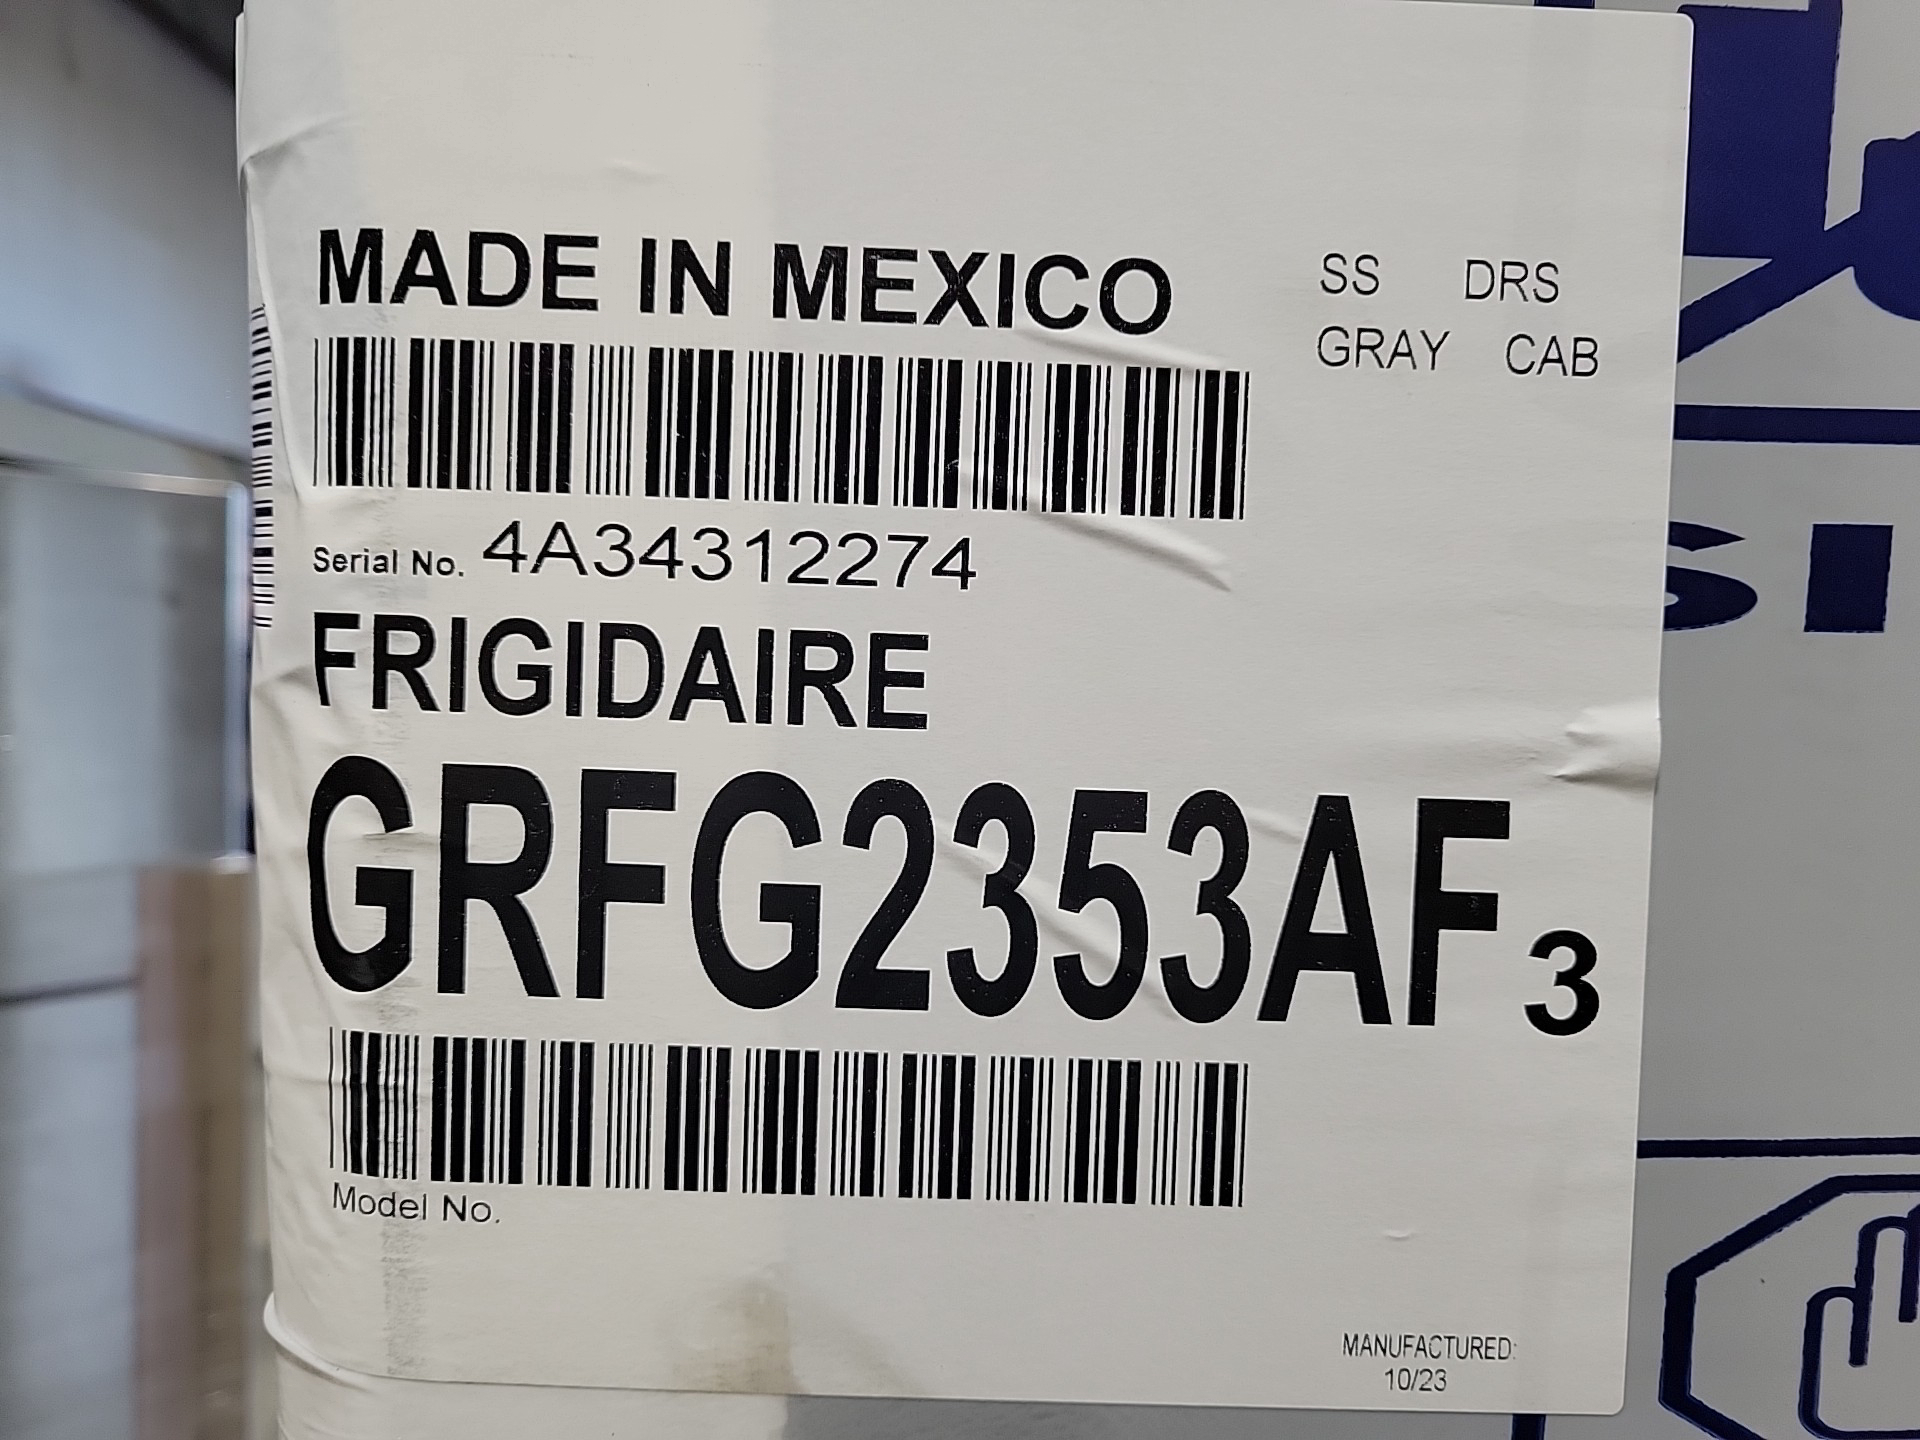 MADE IN MEXICO
SS DRS
GRAY CAB
Serial No. 4A34312274
FRIGIDAIRE
GRFG2353AF3
Model No.
MANUFACTURED:
10/23